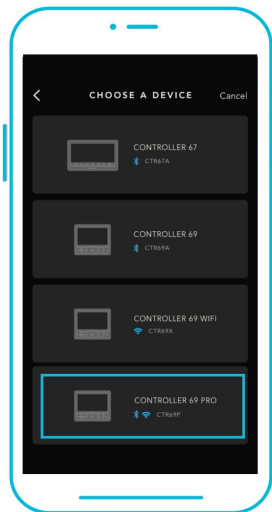 CHOOSE A DEVICE Cancel
CONTROLLER 67
CTR67A
CONTROLLER 69
CTR69A
CONTROLLER 69 WIFI
CTR69X
CONTROLLER 69 PRO
CTR69P